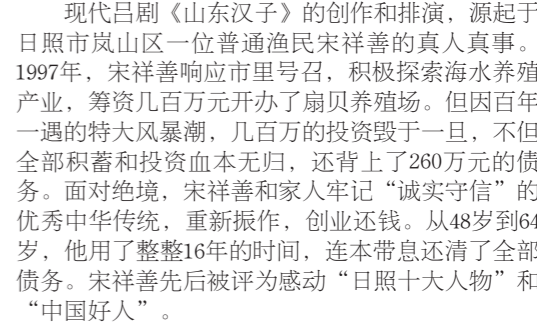 现代吕剧《山东汉子》的创作和排演，源起于
日照市岚山区一位普通渔民宋祥善的真人真事。
1997年，宋祥善响应市里号召，积极探索海水养殖
产业，筹资几百万元开办了扇贝养殖场。但因百年
一遇的特大风暴潮，几百万的投资毁于一旦，不但
全部积蓄和投资血本无归，还背上了260万元的债
务。面对绝境，宋祥善和家人牢记“诚实守信”的
优秀中华传统，重新振作，创业还钱。从48岁到64
岁，他用了整整16年的时间，连本带息还清了全部
债务。宋祥善先后被评为感动“日照十大人物”和
“中国好人”。